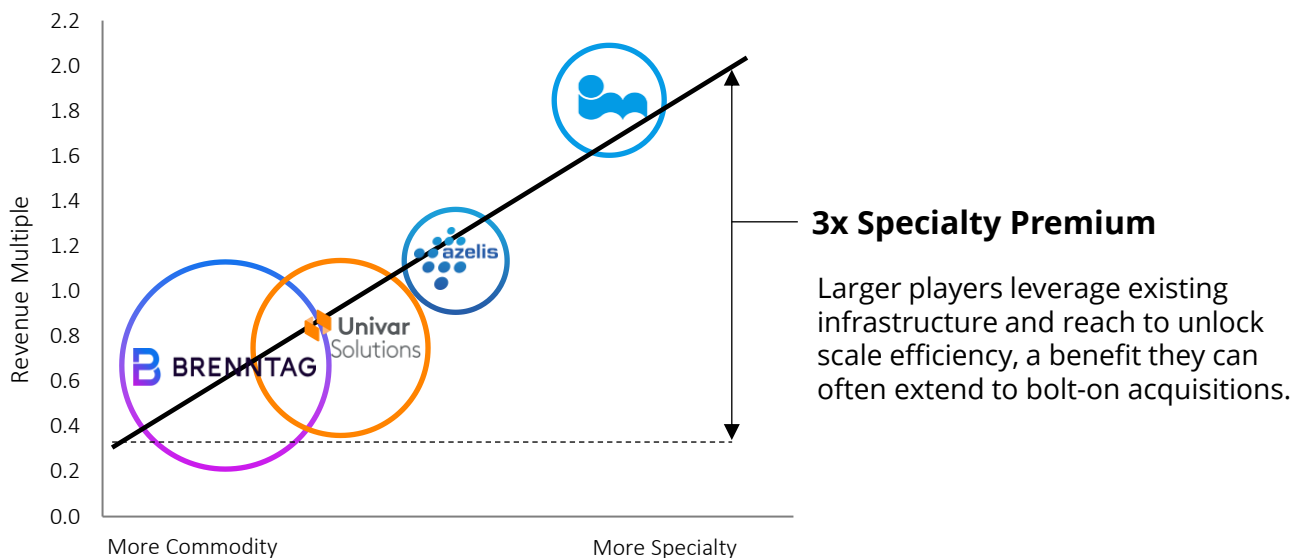 2.2
2.0
1.8
1.6
1.4
1.2
1.0
0.8
0.6
0.4
0.2
0.0
Revenue Multiple
BRENNTAG
Univar
Solutions
azelis
More Commodity
More Specialty
3x Specialty Premium
Larger players leverage existing
infrastructure and reach to unlock
scale efficiency, a benefit they can
often extend to bolt-on acquisitions.